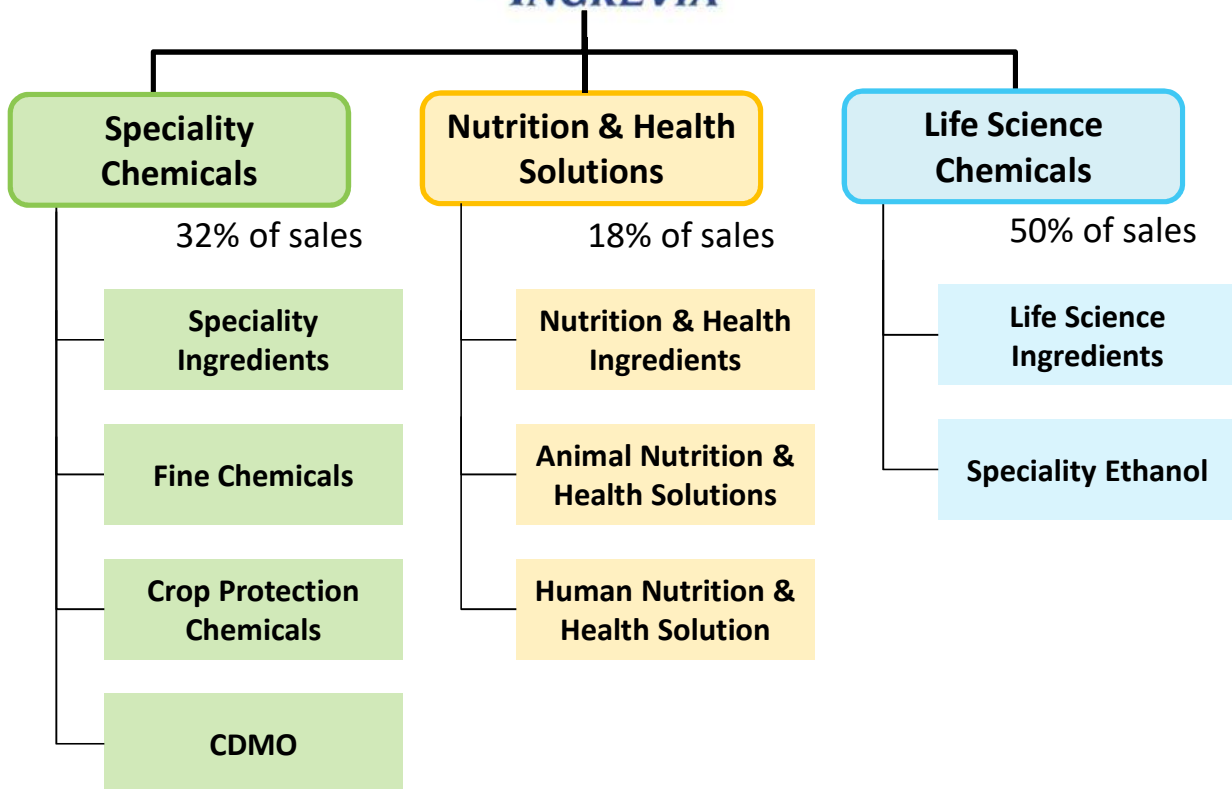 INGREVIA
Speciality
Chemicals
32% of sales
Speciality
Ingredients
Fine Chemicals
Crop Protection
Chemicals
CDMO
Nutrition & Health
Solutions
18% of sales
Nutrition & Health
Ingredients
Animal Nutrition &
Health Solutions
Human Nutrition &
Health Solution
Life Science
Chemicals
50% of sales
Life Science
Ingredients
Speciality Ethanol